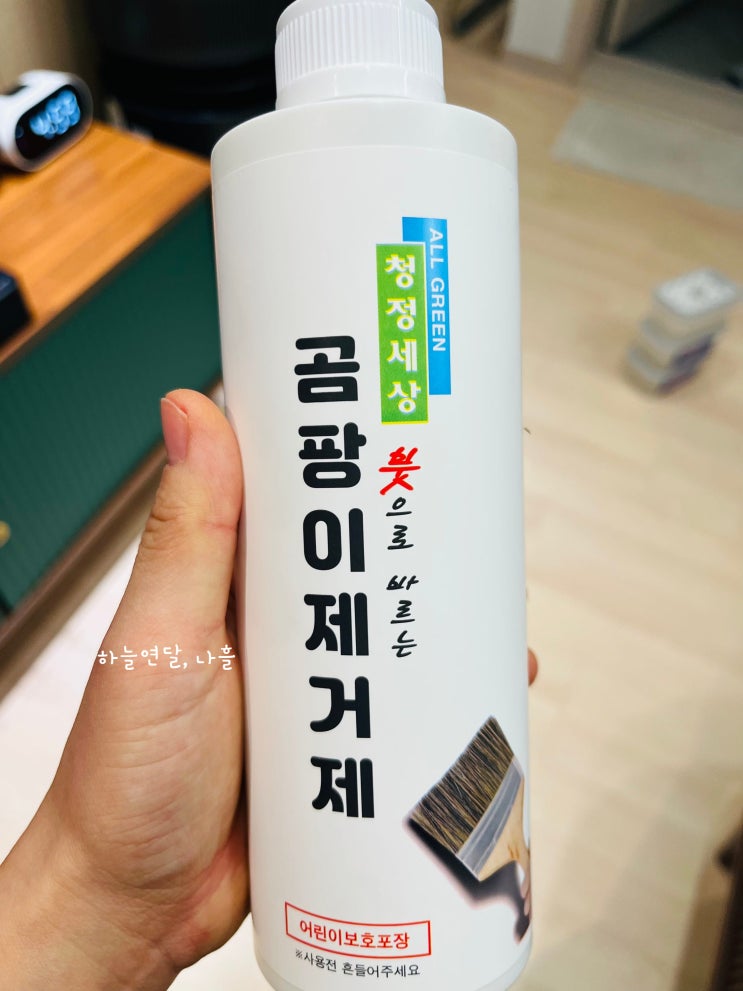 ALL GREEN
청정세상
붓으로 바르는
곰팡이제거제
하늘연달, 나흘
어린이보호포장
※사용전 흔들어주세요